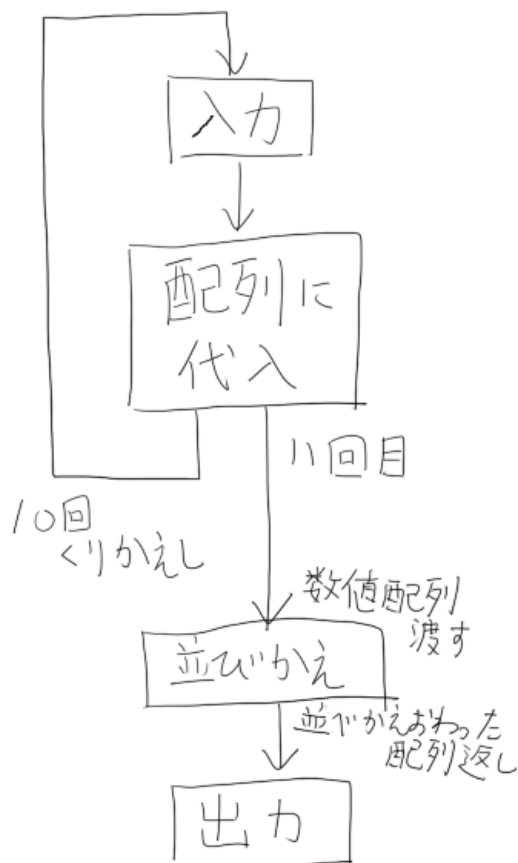 入力
配列に
代入
11回目
10回
くりかえし
数値配列
渡す
並びかえ
並びかえおわった
配列返し
出力